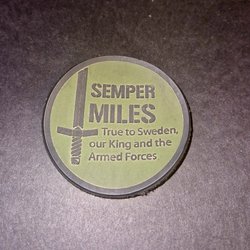 SEMPER
MILES
True to Sweden,
our King and the
Armed Forces